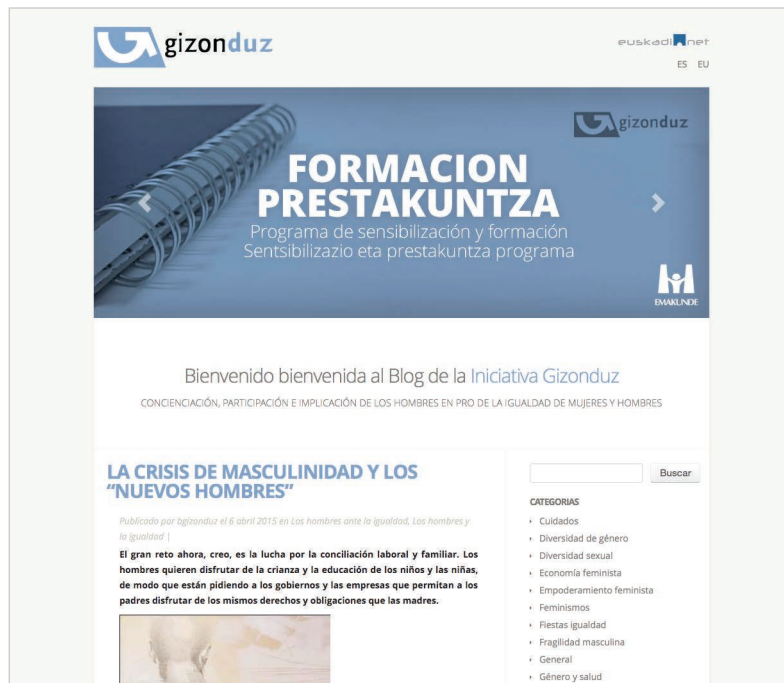 gizonduz
euskadi net
ES EU
gizonduz
FORMACION
PRESTAKUNTZA
Programa de sensibilización y formación
Sentsibilizazio eta prestakuntza programa
EMAKUNDE
Bienvenido bienvenida al Blog de la Iniciativa Gizonduz
CONCIENCIACIÓN, PARTICIPACIÓN E IMPLICACIÓN DE LOS HOMBRES EN PRO DE LA IGUALDAD DE MUJERES Y HOMBRES
LA CRISIS DE MASCULINIDAD Y LOS
“NUEVOS HOMBRES”
Publicado por bgizonduz el 6 abril 2015 en Los hombres ante la igualdad, Los hombres y
la igualdad |
El gran reto ahora, creo, es la lucha por la conciliación laboral y familiar. Los
hombres quieren disfrutar de la crianza y la educación de los niños y las niñas,
de modo que están pidiendo a los gobiernos y las empresas que permitan a los
padres disfrutar de los mismos derechos y obligaciones que las madres.
Buscar
CATEGORIAS
Cuidados
Diversidad de género
Diversidad sexual
Economía feminista
Empoderamiento feminista
Feminismos
Fiestas igualdad
Fragilidad masculina
General
Género y salud